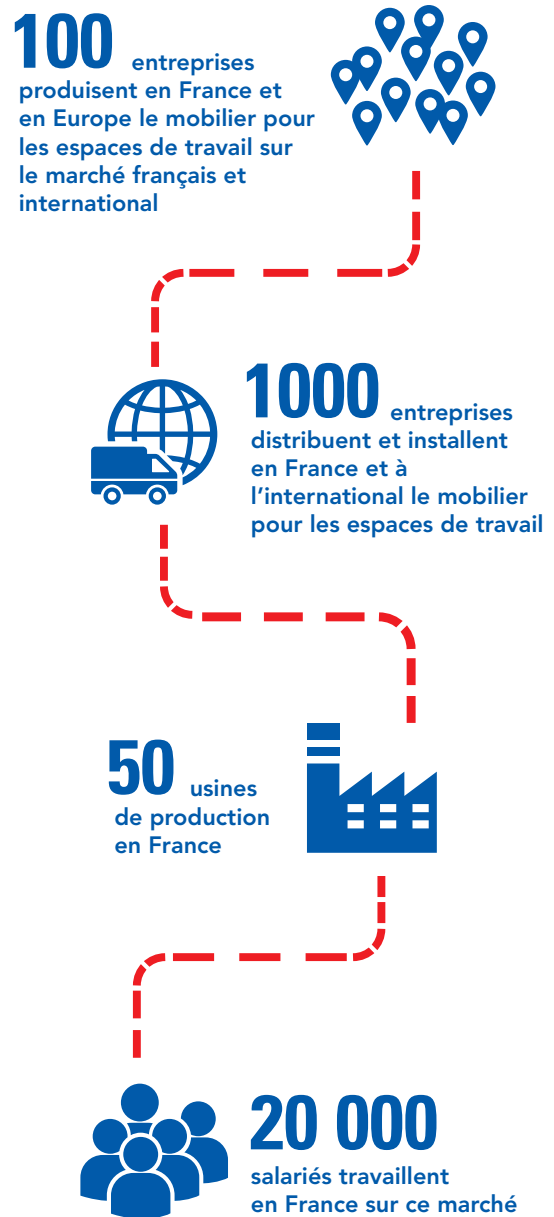 100 entreprises
produisent en France et
en Europe le mobilier pour
les espaces de travail sur
le marché français et
international
1000 entreprises
distribuent et installent
en France et à
l’international le mobilier
pour les espaces de travail
50 usines
de production
en France
20 000
salariés travaillent
en France sur ce marché